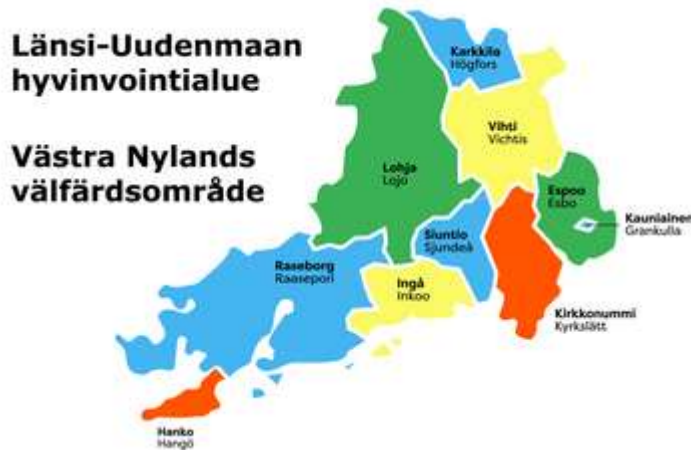 Länsi-Uudenmaan
hyvinvointialue
Västra Nylands
välfärdsområde
Karkkila
Högfors
Vihti
Vichtis
Lohja
Lojo
Espoo
Esbo
Kauniainen
Grankulla
Siuntio
Sjundeå
Raseborg
Raasepori
Ingå
Inkoo
Kirkkonummi
Kyrkslätt
Hanko
Hangö